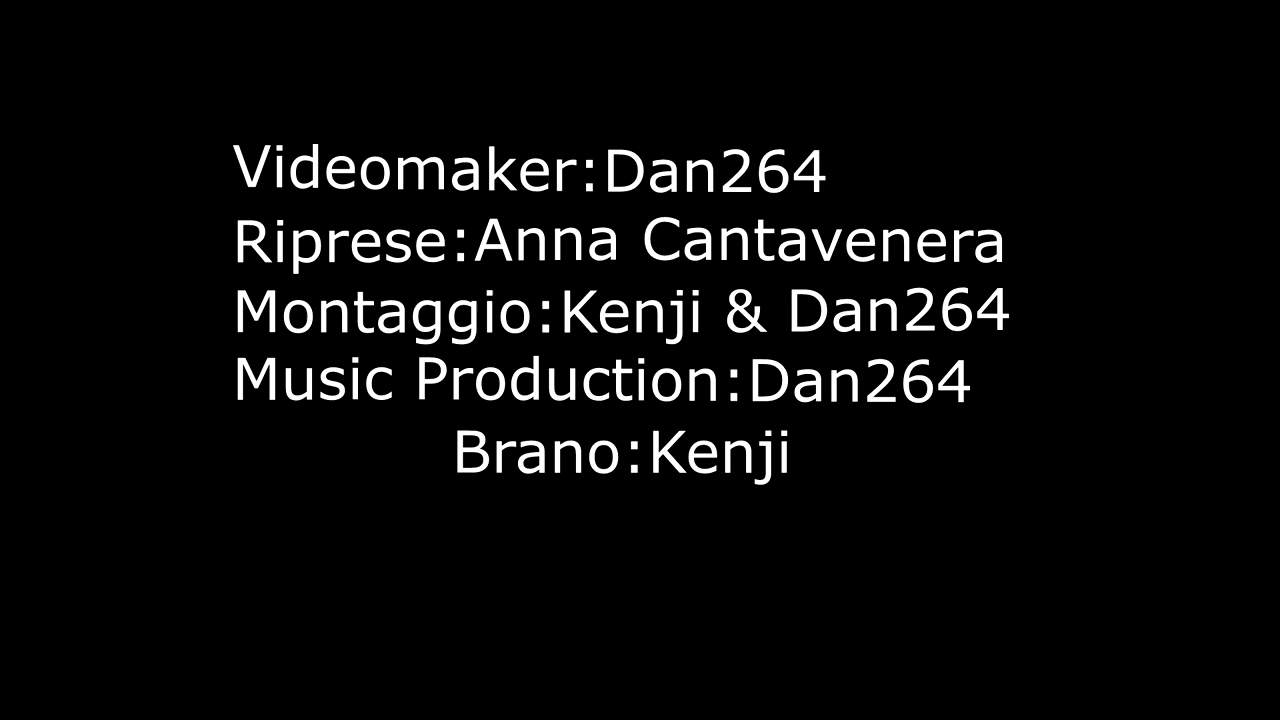 Videomaker:Dan264
Riprese:Anna Cantavenera
Montaggio:Kenji & Dan264
Music Production:Dan264
Brano:Kenji